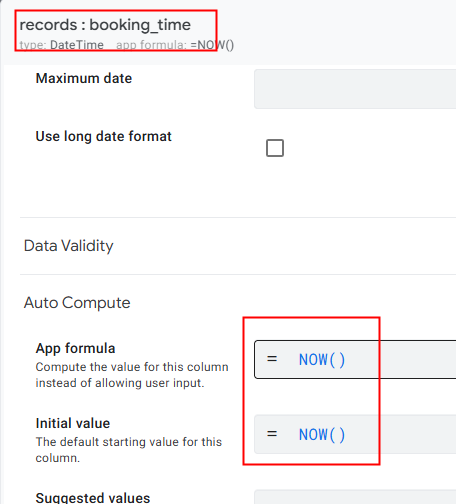 records : booking_time
type: DateTime app formula: =NOW()
Maximum date
Use long date format
Data Validity
Auto Compute
App formula
Compute the value for this column
instead of allowing user input.
= NOW()
Initial value
The default starting value for this
column.
= NOW()
Suggested values